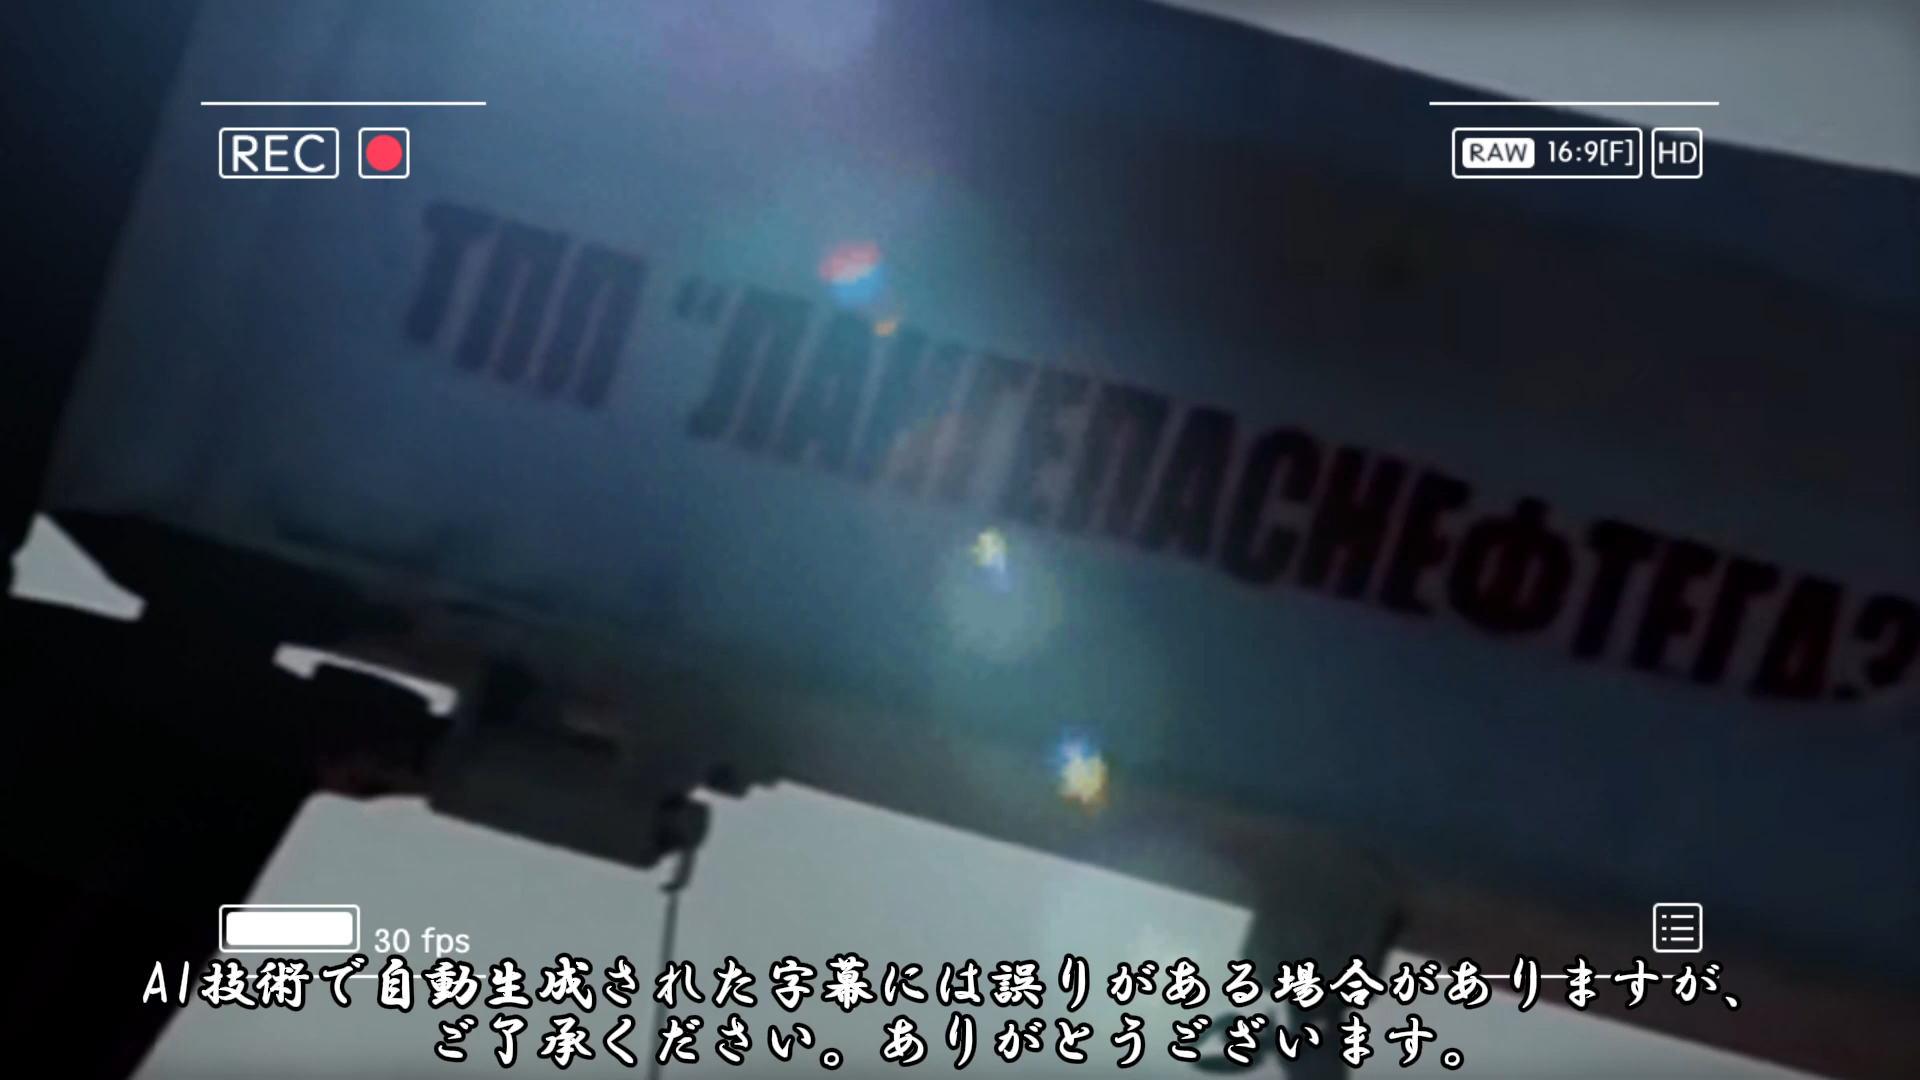 REC
RAW 16:9[F] HD
ТПП "ЛАНГЕПАСНЕФТЕГАЗ
30 fps
AI技術で自動生成された字幕には誤りがある場合がありますが、
ご了承ください。ありがとうございます。